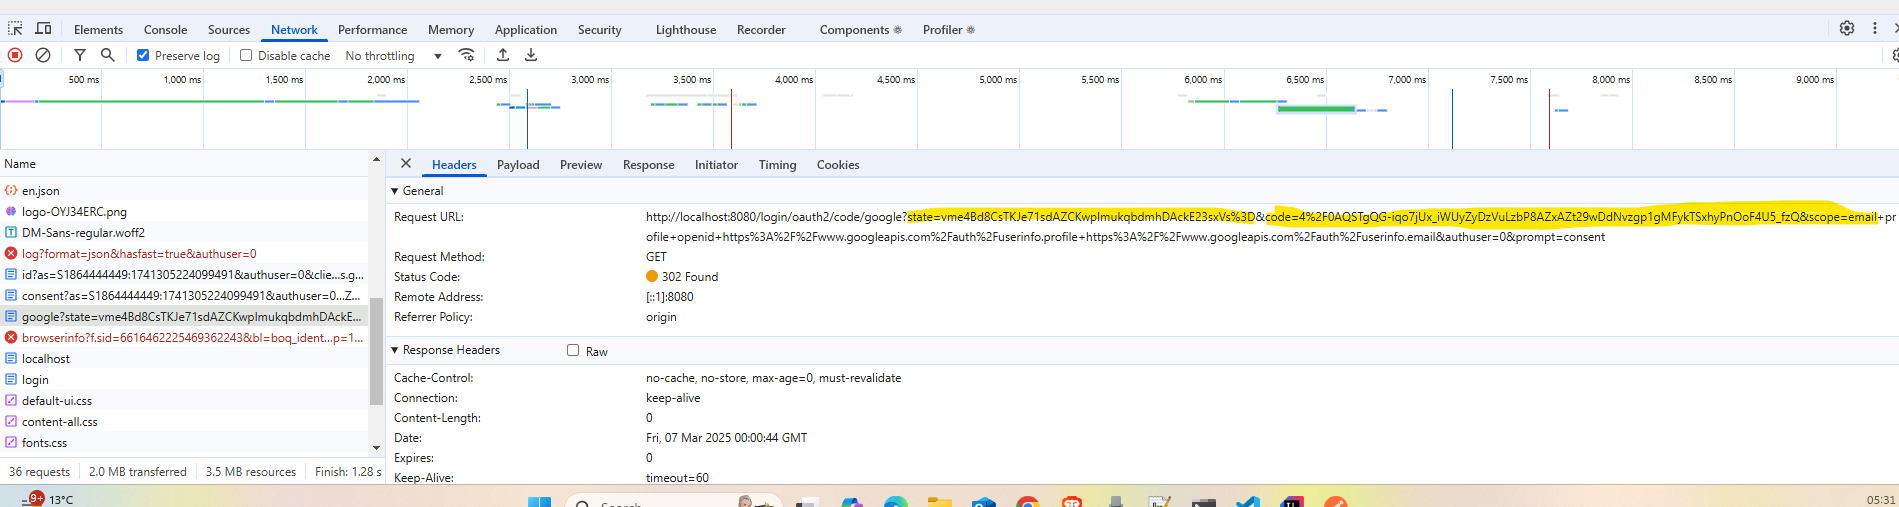 Elements Console Sources Network Performance Memory Application Security Lighthouse Recorder Components Profiler
Preserve log Disable cache No throttling
500 ms 1,000 ms 1,500 ms 2,000 ms 2,500 ms 3,000 ms 3,500 ms 4,000 ms 4,500 ms 5,000 ms 5,500 ms 6,000 ms 6,500 ms 7,000 ms 7,500 ms 8,000 ms 8,500 ms 9,000 ms
Name
en.json
logo-OYJ34ERC.png
DM-Sans-regular.woff2
log?format=json&hasfast=true&authuser=0
id?as=S1864444449:1741305224099491&authuser=0&clie...s.g...
consent?as=S1864444449:1741305224099491&authuser=0...Z...
google?state=vme4Bd8CsTKJe71sdAZCKwplmukqbdmhDAckE...
browserinfo?f.sid=6616462225469362243&bl=boq_ident...p=1...
localhost
login
default-ui.css
content-all.css
fonts.css
36 requests 2.0 MB transferred 3.5 MB resources Finish: 1.28 s
Headers Payload Preview Response Initiator Timing Cookies
General
Request URL: http://localhost:8080/login/oauth2/code/google?state=vme4Bd8CsTKJe71sdAZCKwplmukqbdmhDAckE23sxVs%3D&code=4%2F0AQSTgQG-iqo7jUx_iWUyZyDzVuLzbP8AZxAZt29wDdNvzgp1gMFykTSxhyPnOoF4U5_fzQ&scope=email+pr
ofile+openid+https%3A%2F%2Fwww.googleapis.com%2Fauth%2Fuserinfo.profile+https%3A%2F%2Fwww.googleapis.com%2Fauth%2Fuserinfo.email&authuser=0&prompt=consent
Request Method: GET
Status Code: 302 Found
Remote Address: [::1]:8080
Referrer Policy: origin
Response Headers Raw
Cache-Control: no-cache, no-store, max-age=0, must-revalidate
Connection: keep-alive
Content-Length: 0
Date: Fri, 07 Mar 2025 00:00:44 GMT
Expires: 0
Keep-Alive: timeout=60
9+ 13°C Search 05:31